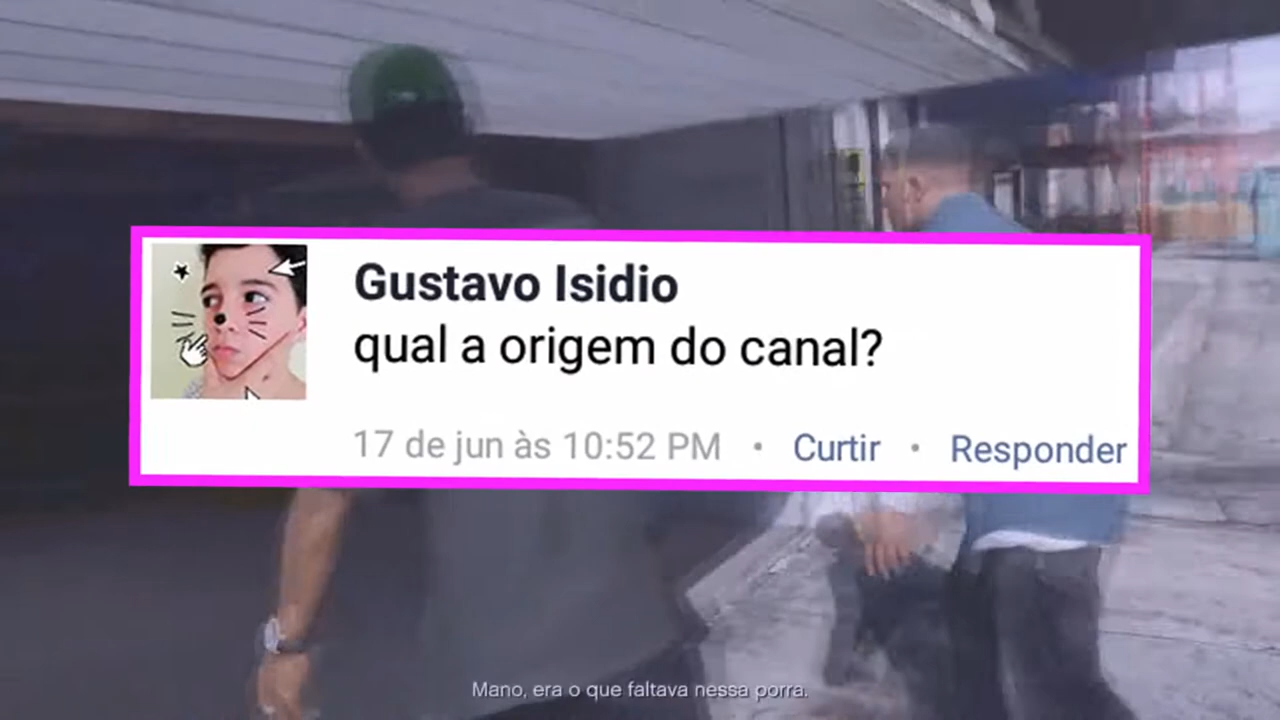 Gustavo Isidio
qual a origem do canal?
17 de jun às 10:52 PM • Curtir • Responder
Mano, era o que faltava nessa porra.